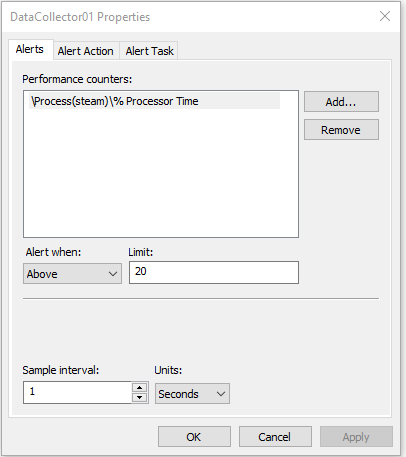 DataCollector01 Properties
Alerts Alert Action Alert Task
Performance counters:
\Process(steam)\% Processor Time
Add...
Remove
Alert when: Limit:
Above 20
Sample interval: Units:
1 Seconds
OK Cancel Apply